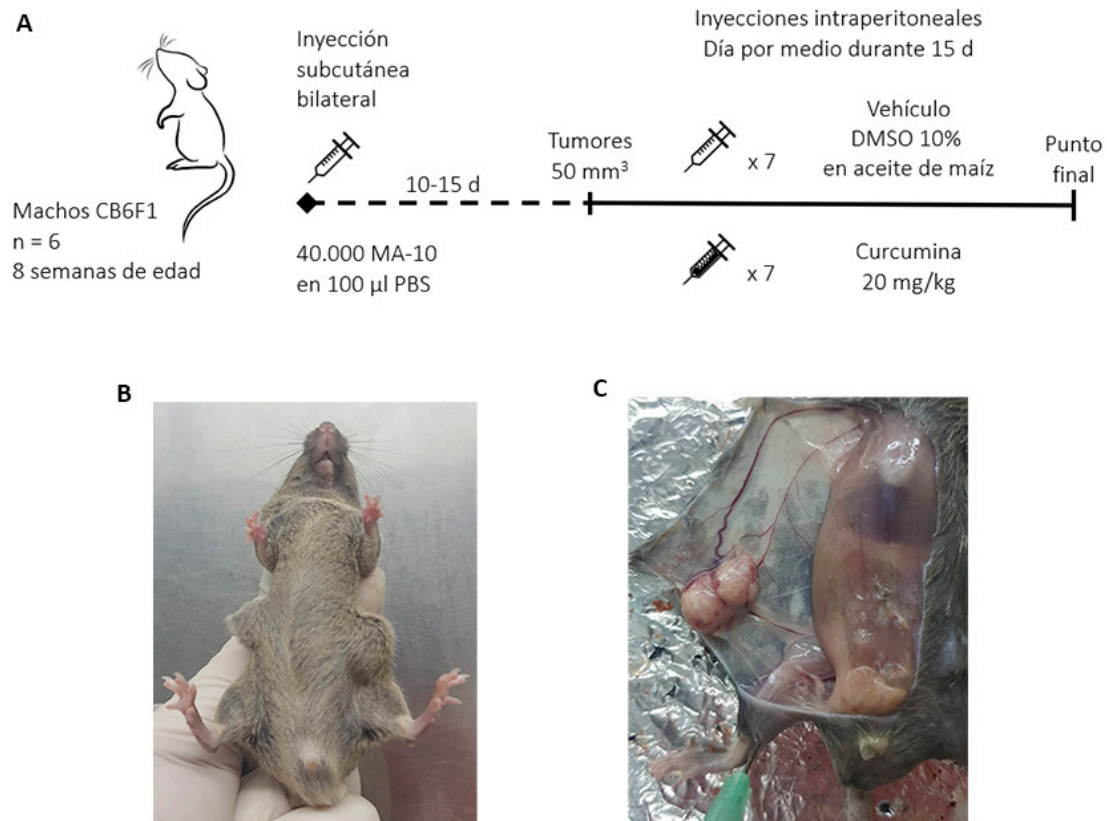 A
Machos CB6F1
n = 6
8 semanas de edad
Inyección
subcutánea
bilateral
10-15 d
40.000 MA-10
en 100 µl PBS
Tumores
50 mm³
Inyecciones intraperitoneales
Día por medio durante 15 d
x 7
Vehículo
DMSO 10%
en aceite de maíz
x 7
Curcumina
20 mg/kg
Punto
final
B
C